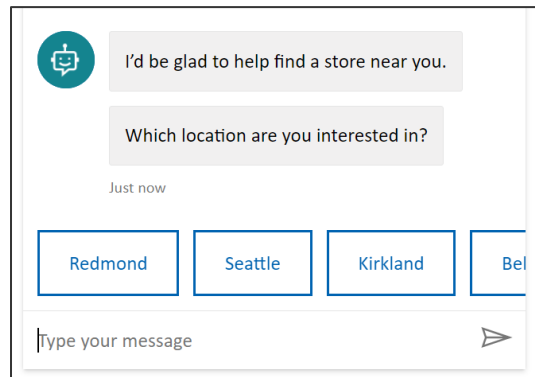 I'd be glad to help find a store near you.
Which location are you interested in?
Just now
Redmond
Seattle
Kirkland
Bel
Type your message